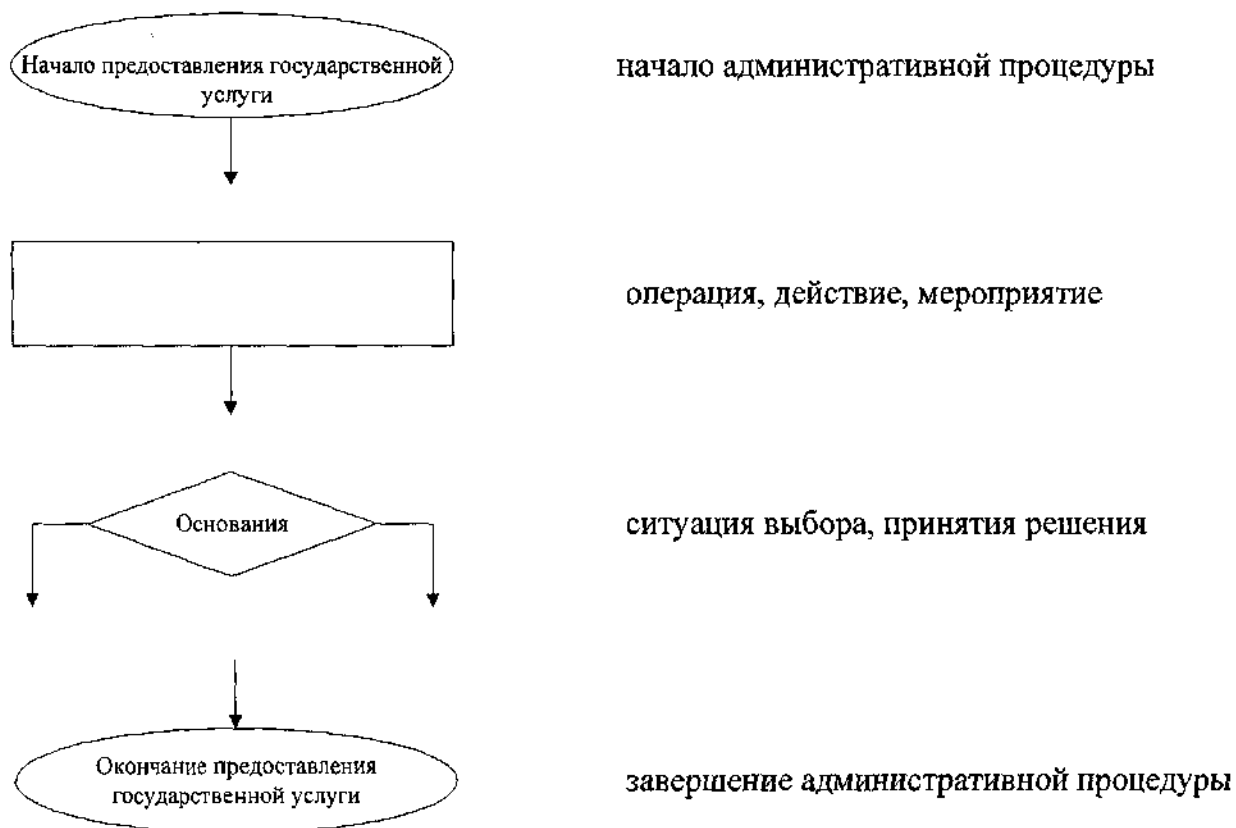 Начало предоставления государственной
услуги
начало административной процедуры
операция, действие, мероприятие
Основания
ситуация выбора, принятия решения
Окончание предоставления
государственной услуги
завершение административной процедуры